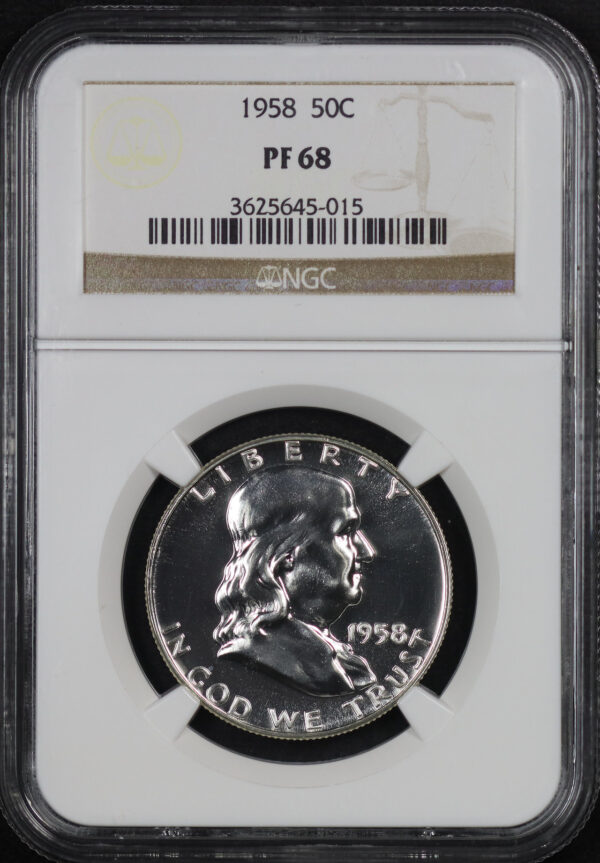 1958 50C
PF 68
3625645-015
NGC
LIBERTY
1958
IN GOD WE TRUST